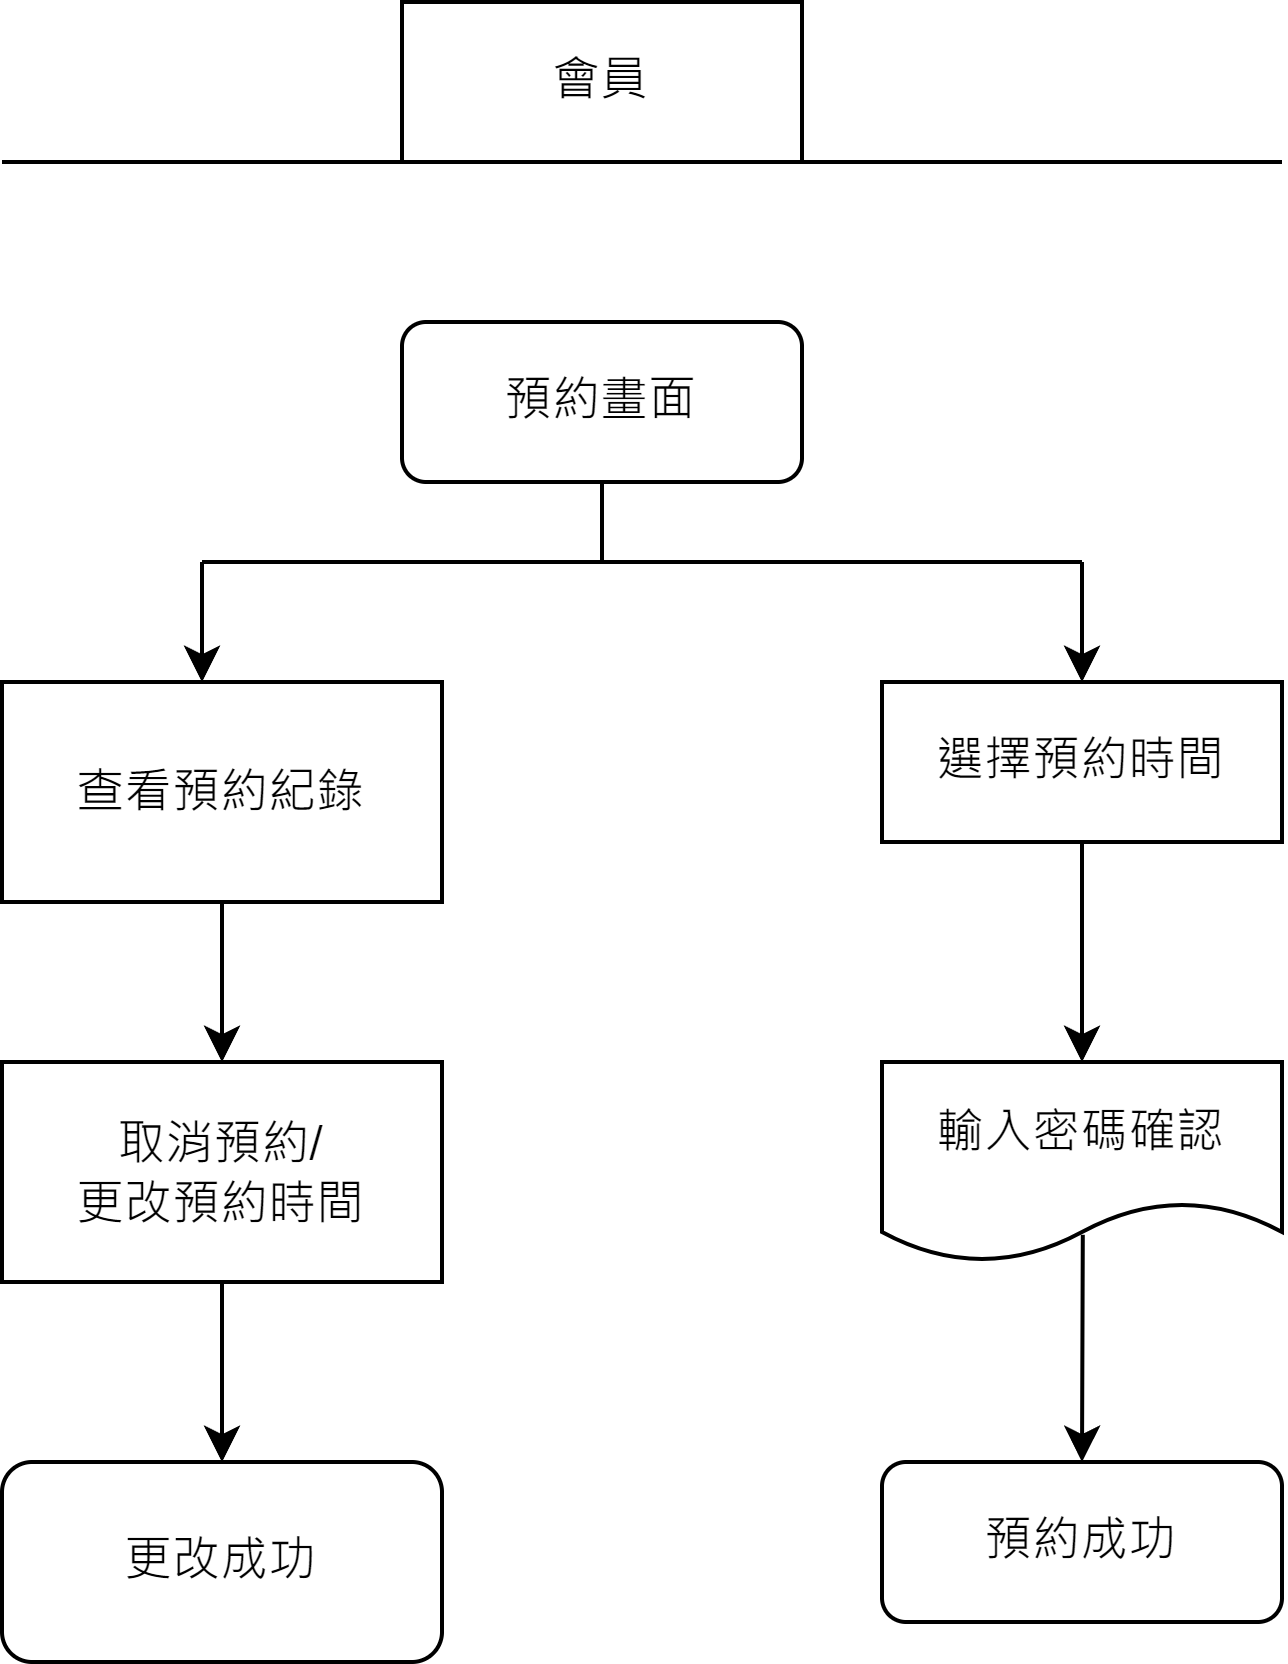 會員
預約畫面
查看預約紀錄
選擇預約時間
取消預約/
更改預約時間
輸入密碼確認
更改成功
預約成功